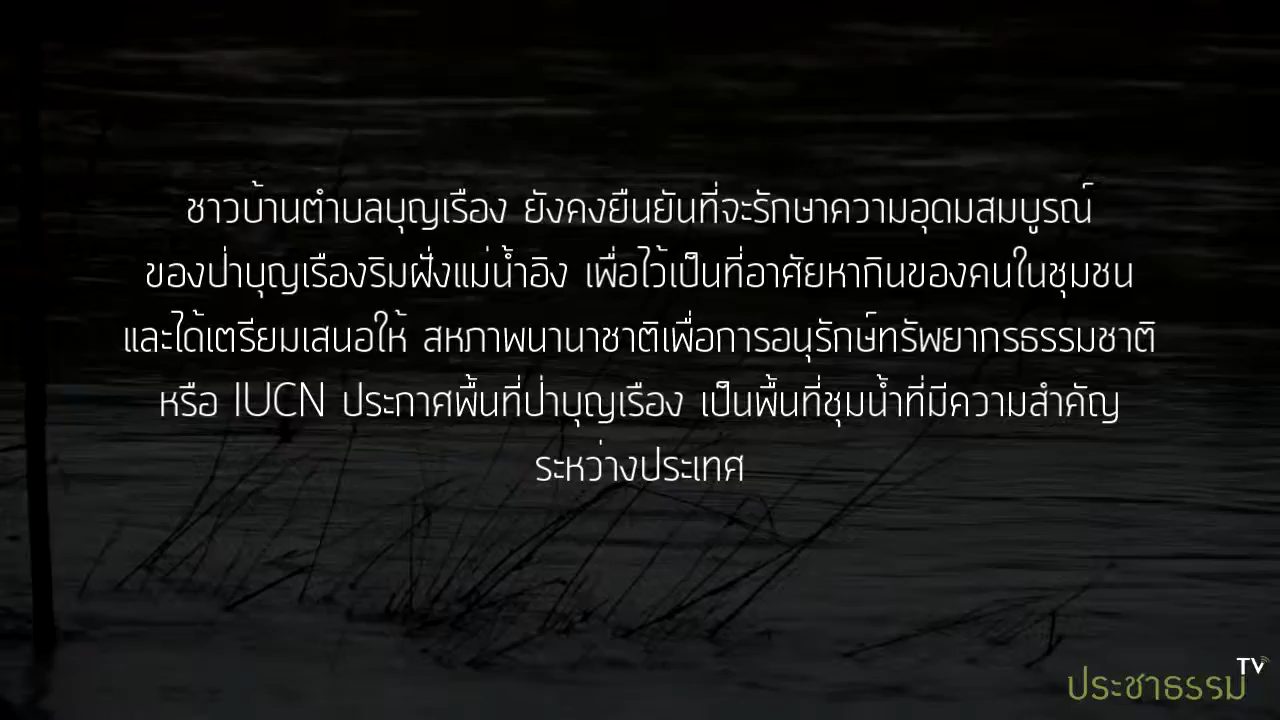 ชาวบ้านตำบลบุญเรือง ยังคงยืนยันที่จะรักษาความอุดมสมบูรณ์
ของป่าบุญเรืองริมฝั่งแม่น้ำอิง เพื่อไว้เป็นที่อาศัยหากินของคนในชุมชน
และได้เตรียมเสนอให้ สหภาพนานาชาติเพื่อการอนุรักษ์ทรัพยากรธรรมชาติ
หรือ IUCN ประกาศพื้นที่ป่าบุญเรือง เป็นพื้นที่ชุมน้ำที่มีความสำคัญ
ระหว่างประเทศ
ประชาธรรม TV